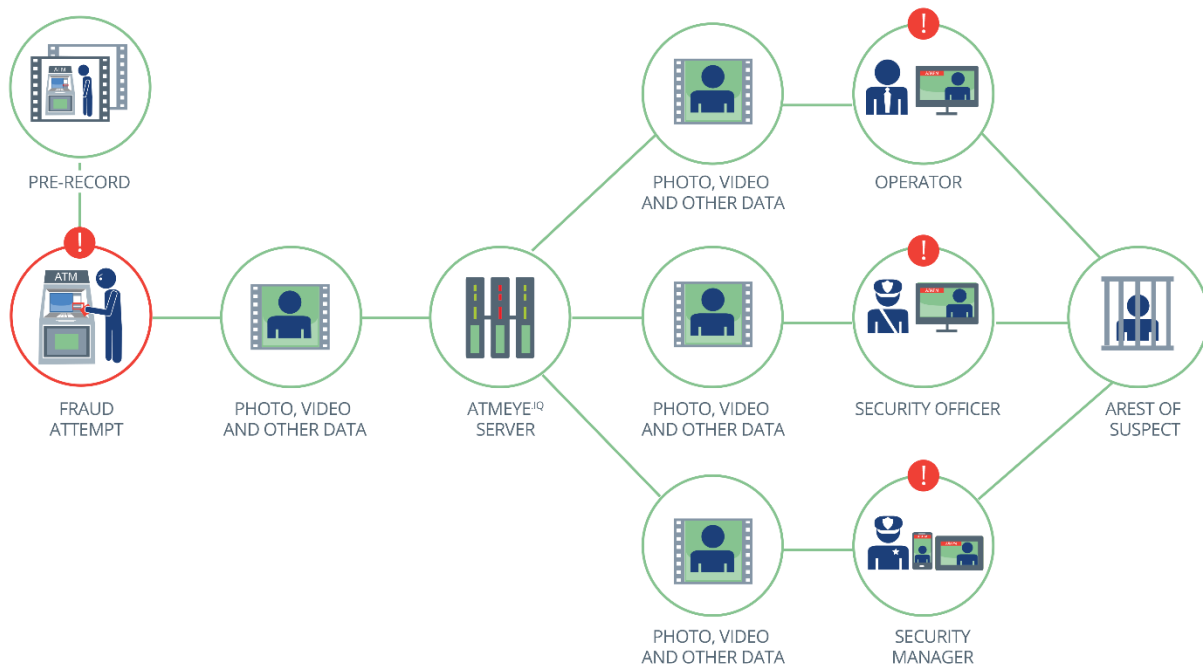 PRE-RECORD
ATM
FRAUD
ATTEMPT
PHOTO, VIDEO
AND OTHER DATA
ATMEYE.IQ
SERVER
PHOTO, VIDEO
AND OTHER DATA
OPERATOR
PHOTO, VIDEO
AND OTHER DATA
SECURITY OFFICER
PHOTO, VIDEO
AND OTHER DATA
SECURITY
MANAGER
AREST OF
SUSPECT